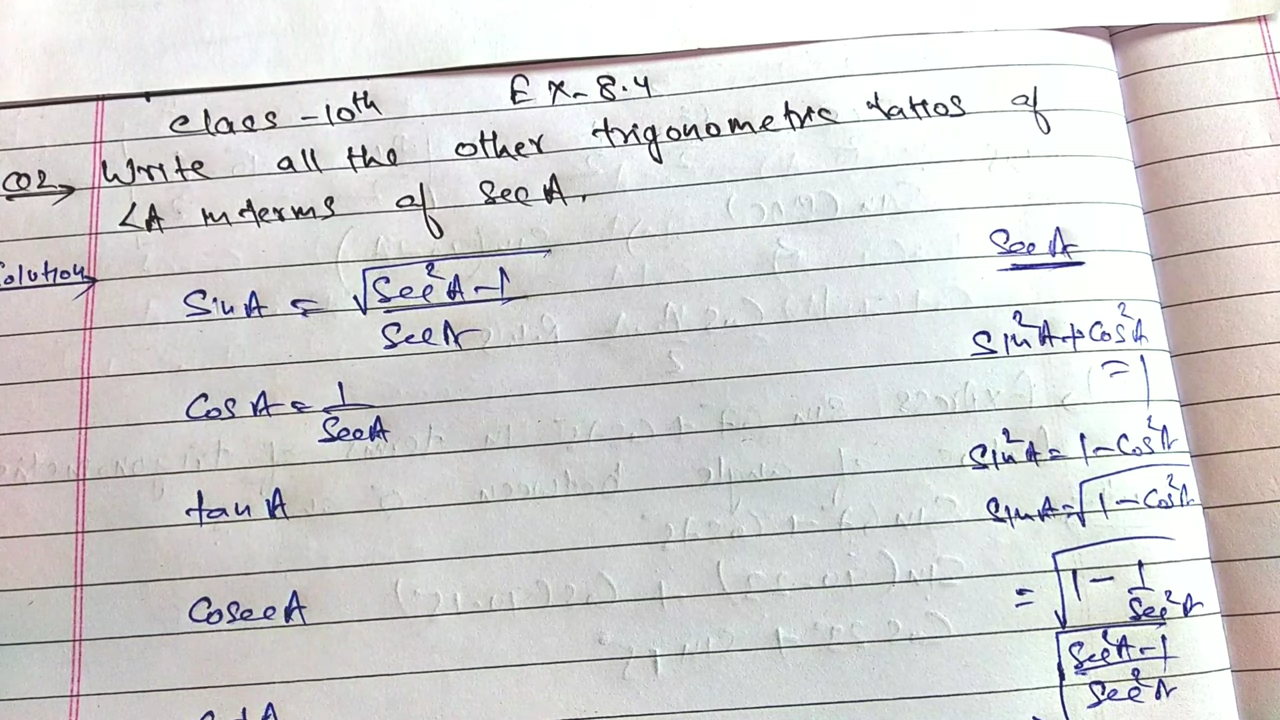 Class - 10th Ex - 8.4
Q2 Write all the other trigonometric ratios of
∠A in terms of Sec A.
Solution
Sin A = √(Sec²A - 1) / Sec A
Cos A = 1 / Sec A
tan A
Cosec A
Sec A
Sin²A + Cos²A
= 1
Sin²A = 1 - Cos²A
Sin A = √(1 - Cos²A)
= √(1 - 1 / Sec²A)
√(Sec²A - 1 / Sec²A)